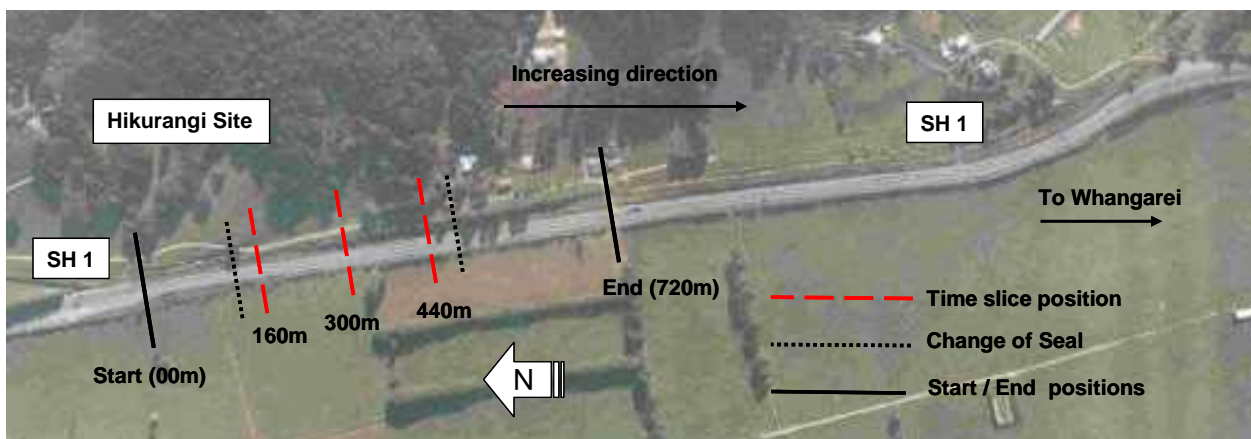 Increasing direction
Hikurangi Site
SH 1
To Whangarei
SH 1
End (720m)
440m
300m
160m
Start (00m)
N
Time slice position
Change of Seal
Start / End positions